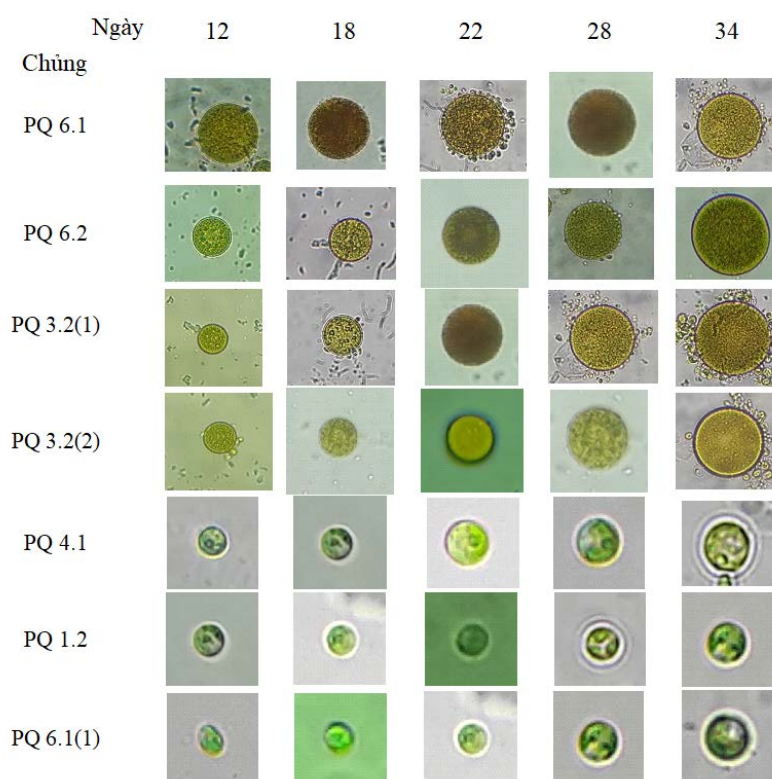 Ngày 12 18 22 28 34
Chủng
PQ 6.1
PQ 6.2
PQ 3.2(1)
PQ 3.2(2)
PQ 4.1
PQ 1.2
PQ 6.1(1)